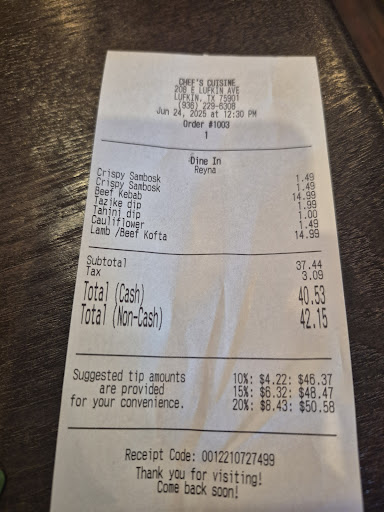 CHEF'S CUISINE
208 E LUFKIN AVE
LUFKIN, TX 75901
(936) 229-6308
Jun 24, 2025 at 12:30 PM
Order #1003
1
Dine In
Reyna
Crispy Sambosk 1.49
Crispy Sambosk 1.49
Beef Kebab 14.99
Tazike dip 1.99
Tahini dip 1.00
Cauliflower 1.49
Lamb /Beef Kofta 14.99
Subtotal 37.44
Tax 3.09
Total (Cash) 40.53
Total (Non-Cash) 42.15
Suggested tip amounts 10%: $4.22: $46.37
are provided 15%: $6.32: $48.47
for your convenience. 20%: $8.43: $50.58
Receipt Code: 0012210727499
Thank you for visiting!
Come back soon!